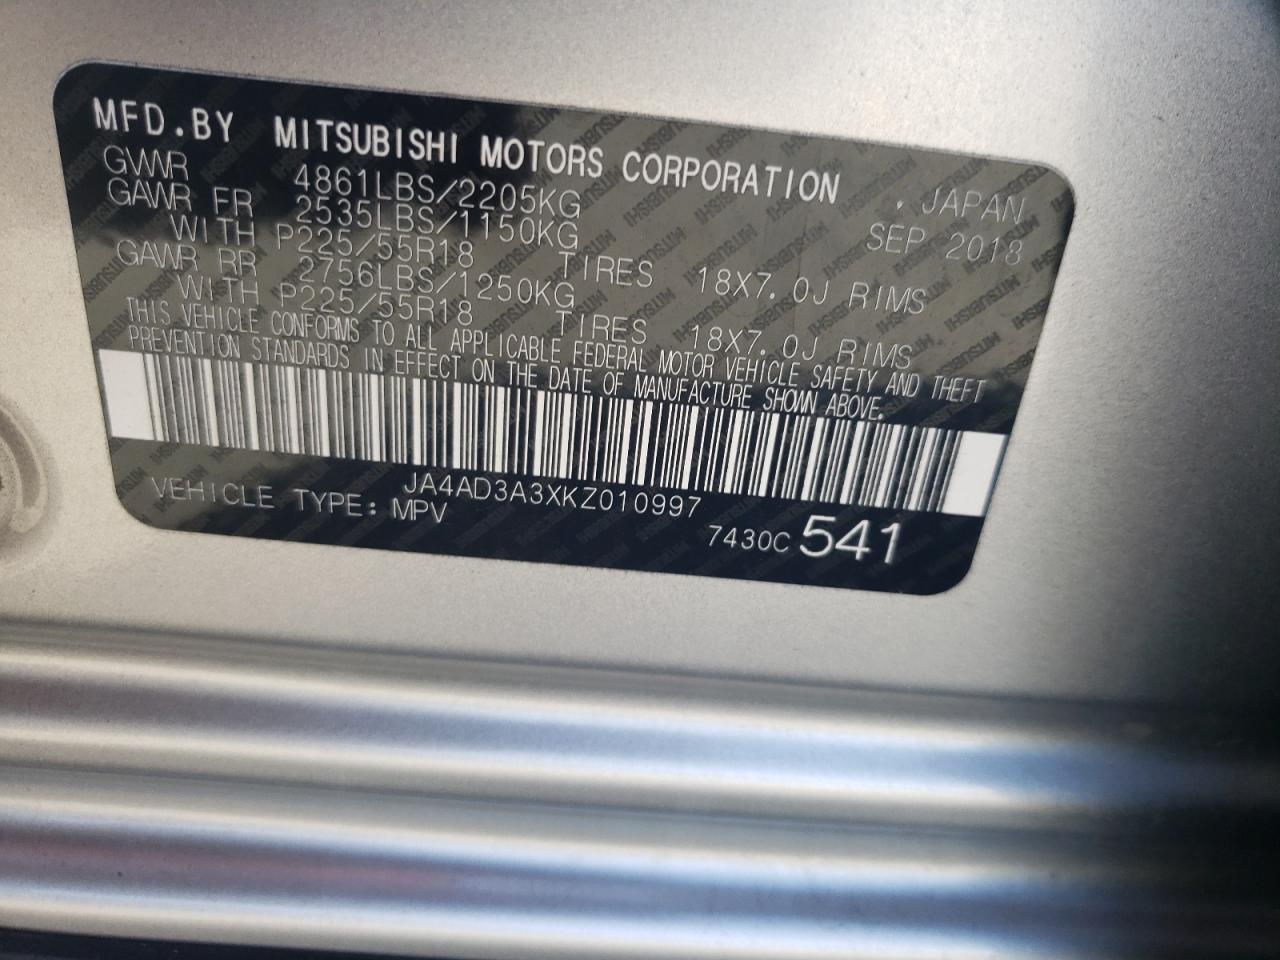 MFD.BY MITSUBISHI MOTORS CORPORATION , JAPAN
GVWR 4861LBS/2205KG SEP 2018
GAWR FR 2535LBS/1150KG
WITH P225/55R18 TIRES 18X7.0J RIMS
GAWR RR 2756LBS/1250KG
WITH P225/55R18 TIRES 18X7.0J RIMS
THIS VEHICLE CONFORMS TO ALL APPLICABLE FEDERAL MOTOR VEHICLE SAFETY AND THEFT
PREVENTION STANDARDS IN EFFECT ON THE DATE OF MANUFACTURE SHOWN ABOVE.
JA4AD3A3XKZ010997
VEHICLE TYPE: MPV
7430C 541